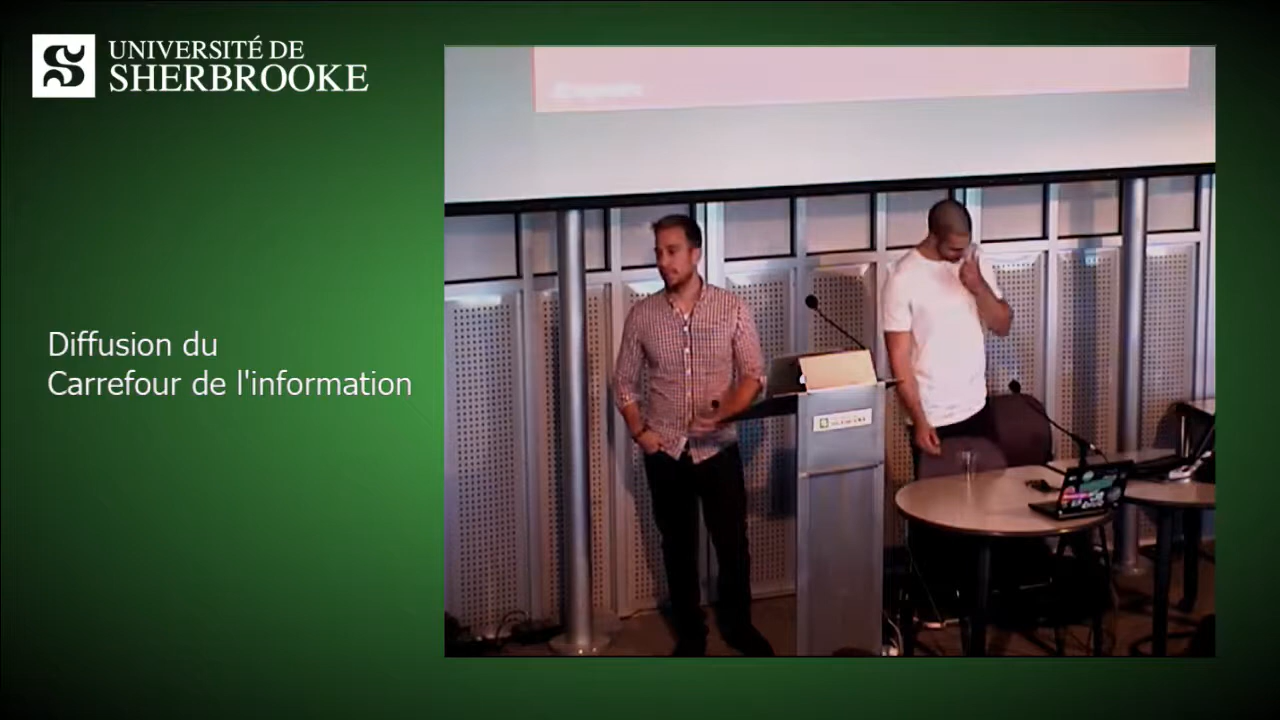 UNIVERSITÉ DE
SHERBROOKE
Diffusion du
Carrefour de l'information